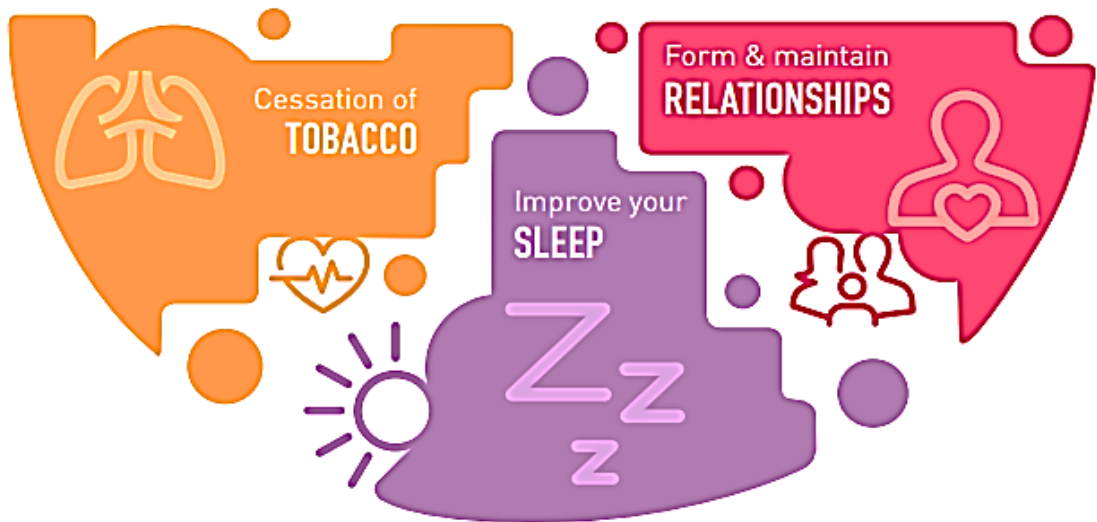 Cessation of
TOBACCO
Form & maintain
RELATIONSHIPS
Improve your
SLEEP
Z
z
z